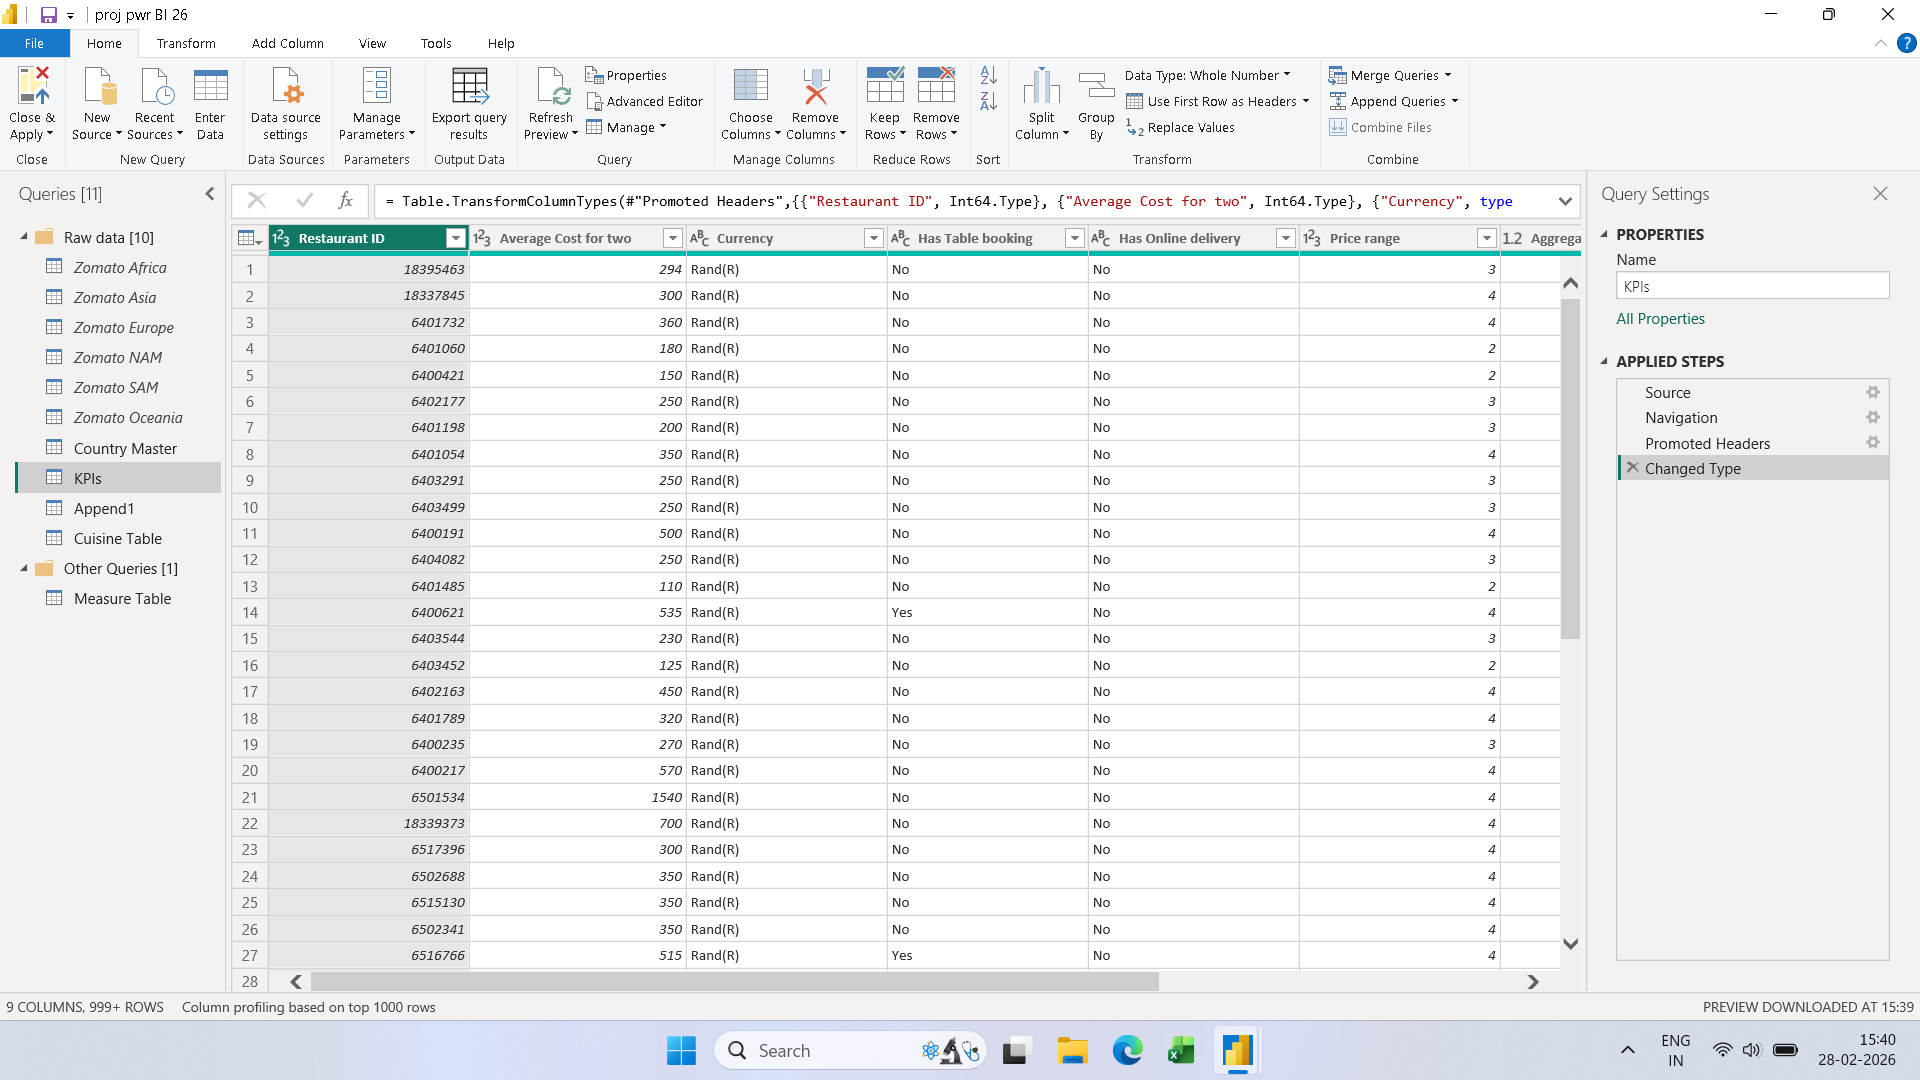 proj pwr BI 26
File Home Transform Add Column View Tools Help
Close & Apply
Close
New Source
Recent Sources
Enter Data
New Query
Data source settings
Data Sources
Manage Parameters
Parameters
Export query results
Output Data
Refresh Preview
Properties
Advanced Editor
Manage
Query
Choose Columns
Remove Columns
Manage Columns
Keep Rows
Remove Rows
Reduce Rows
Sort
Split Column
Group By
Data Type: Whole Number
Use First Row as Headers
Replace Values
Transform
Merge Queries
Append Queries
Combine Files
Combine
Queries [11]
Raw data [10]
Zomato Africa
Zomato Asia
Zomato Europe
Zomato NAM
Zomato SAM
Zomato Oceania
Country Master
KPIs
Append1
Cuisine Table
Other Queries [1]
Measure Table
fx = Table.TransformColumnTypes(#"Promoted Headers",{{"Restaurant ID", Int64.Type}, {"Average Cost for two", Int64.Type}, {"Currency", type
Restaurant ID Average Cost for two Currency Has Table booking Has Online delivery Price range 1.2 Aggrega
1 18395463 294 Rand(R) No No 3
2 18337845 300 Rand(R) No No 4
3 6401732 360 Rand(R) No No 4
4 6401060 180 Rand(R) No No 2
5 6400421 150 Rand(R) No No 2
6 6402177 250 Rand(R) No No 3
7 6401198 200 Rand(R) No No 3
8 6401054 350 Rand(R) No No 4
9 6403291 250 Rand(R) No No 3
10 6403499 250 Rand(R) No No 3
11 6400191 500 Rand(R) No No 4
12 6404082 250 Rand(R) No No 3
13 6401485 110 Rand(R) No No 2
14 6400621 535 Rand(R) Yes No 4
15 6403544 230 Rand(R) No No 3
16 6403452 125 Rand(R) No No 2
17 6402163 450 Rand(R) No No 4
18 6401789 320 Rand(R) No No 4
19 6400235 270 Rand(R) No No 3
20 6400217 570 Rand(R) No No 4
21 6501534 1540 Rand(R) No No 4
22 18339373 700 Rand(R) No No 4
23 6517396 300 Rand(R) No No 4
24 6502688 350 Rand(R) No No 4
25 6515130 350 Rand(R) No No 4
26 6502341 350 Rand(R) No No 4
27 6516766 515 Rand(R) Yes No 4
28
Query Settings
PROPERTIES
Name
KPIs
All Properties
APPLIED STEPS
Source
Navigation
Promoted Headers
Changed Type
9 COLUMNS, 999+ ROWS Column profiling based on top 1000 rows PREVIEW DOWNLOADED AT 15:39
Search
ENG
IN
15:40
28-02-2026